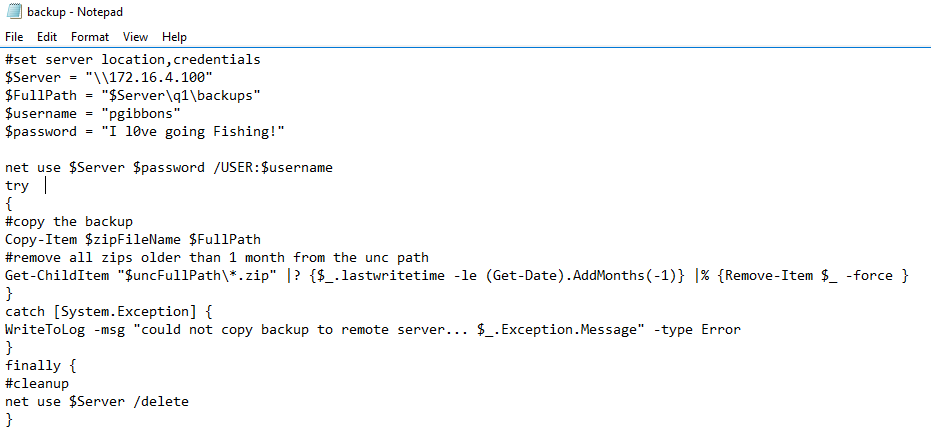 backup - Notepad
File Edit Format View Help
#set server location,credentials
$Server = "\\172.16.4.100"
$FullPath = "$Server\q1\backups"
$username = "pgibbons"
$password = "I l0ve going Fishing!"
net use $Server $password /USER:$username
try
{
#copy the backup
Copy-Item $zipFileName $FullPath
#remove all zips older than 1 month from the unc path
Get-ChildItem "$uncFullPath\*.zip" |? {$_.lastwritetime -le (Get-Date).AddMonths(-1)} |% {Remove-Item $_ -force }
}
catch [System.Exception] {
WriteToLog -msg "could not copy backup to remote server... $_.Exception.Message" -type Error
}
finally {
#cleanup
net use $Server /delete
}